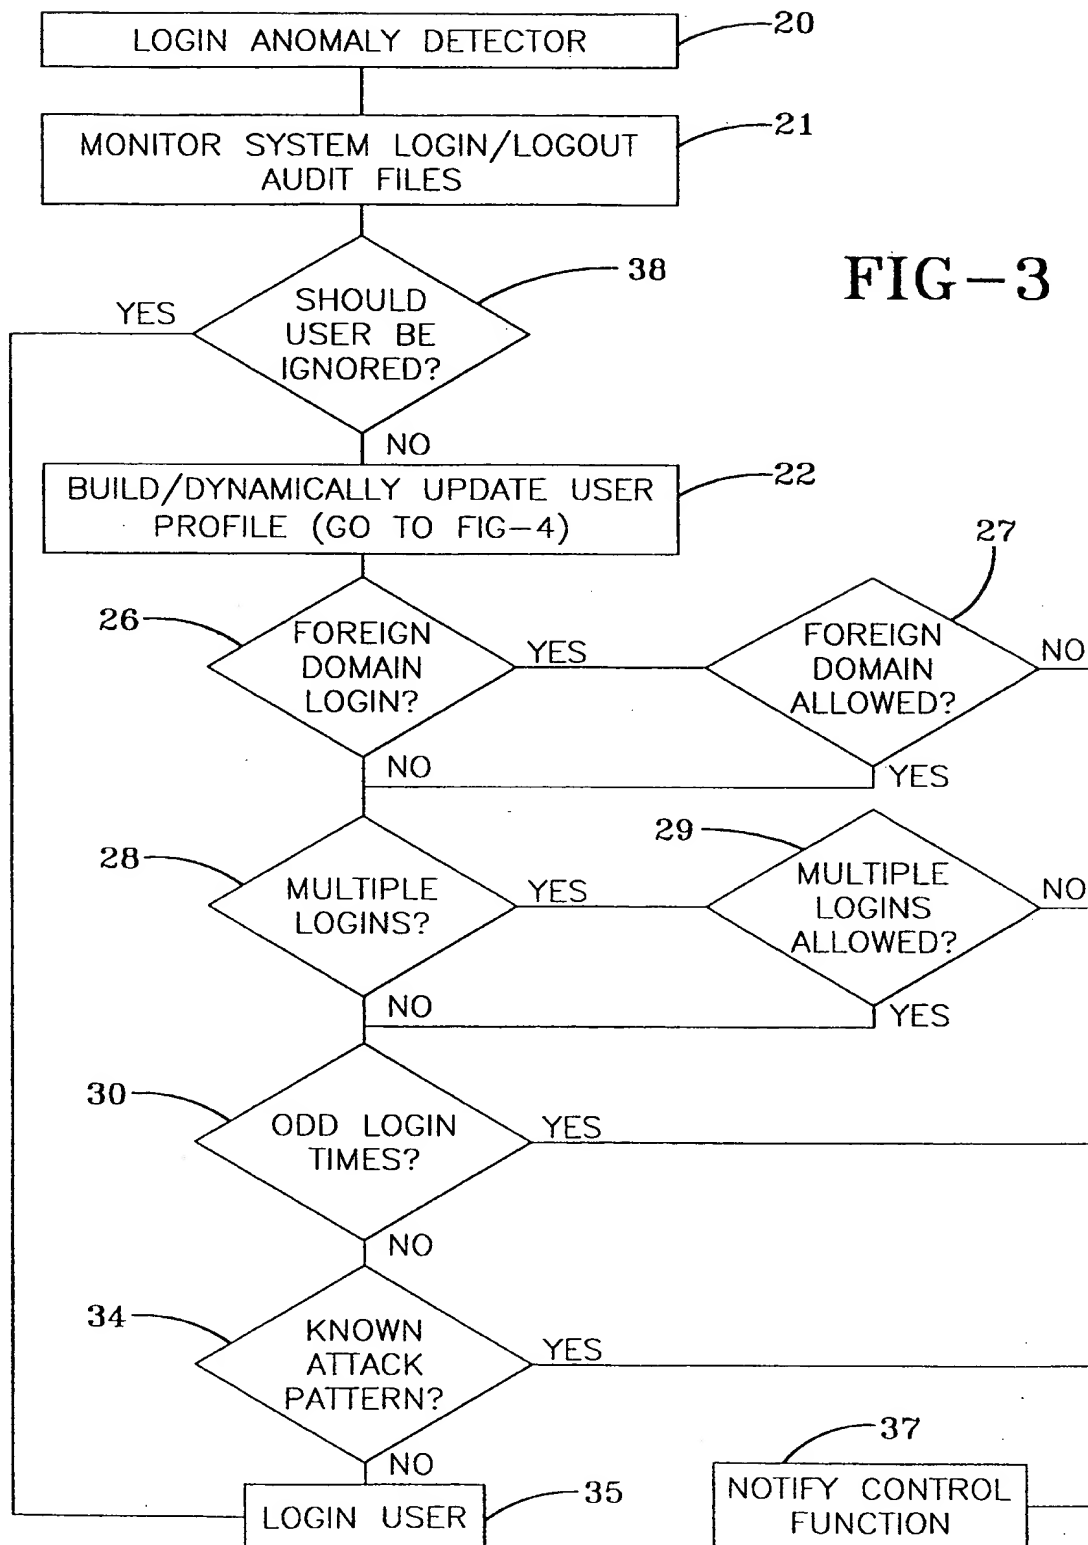 LOGIN ANOMALY DETECTOR
20
MONITOR SYSTEM LOGIN/LOGOUT
AUDIT FILES
21
FIG-3
SHOULD
USER BE
IGNORED?
38
YES
NO
BUILD/DYNAMICALLY UPDATE USER
PROFILE (GO TO FIG-4)
22
26
FOREIGN
DOMAIN
LOGIN?
YES
NO
27
FOREIGN
DOMAIN
ALLOWED?
NO
YES
28
MULTIPLE
LOGINS?
YES
NO
29
MULTIPLE
LOGINS
ALLOWED?
NO
YES
30
ODD LOGIN
TIMES?
YES
NO
34
KNOWN
ATTACK
PATTERN?
YES
NO
LOGIN USER
35
37
NOTIFY CONTROL
FUNCTION